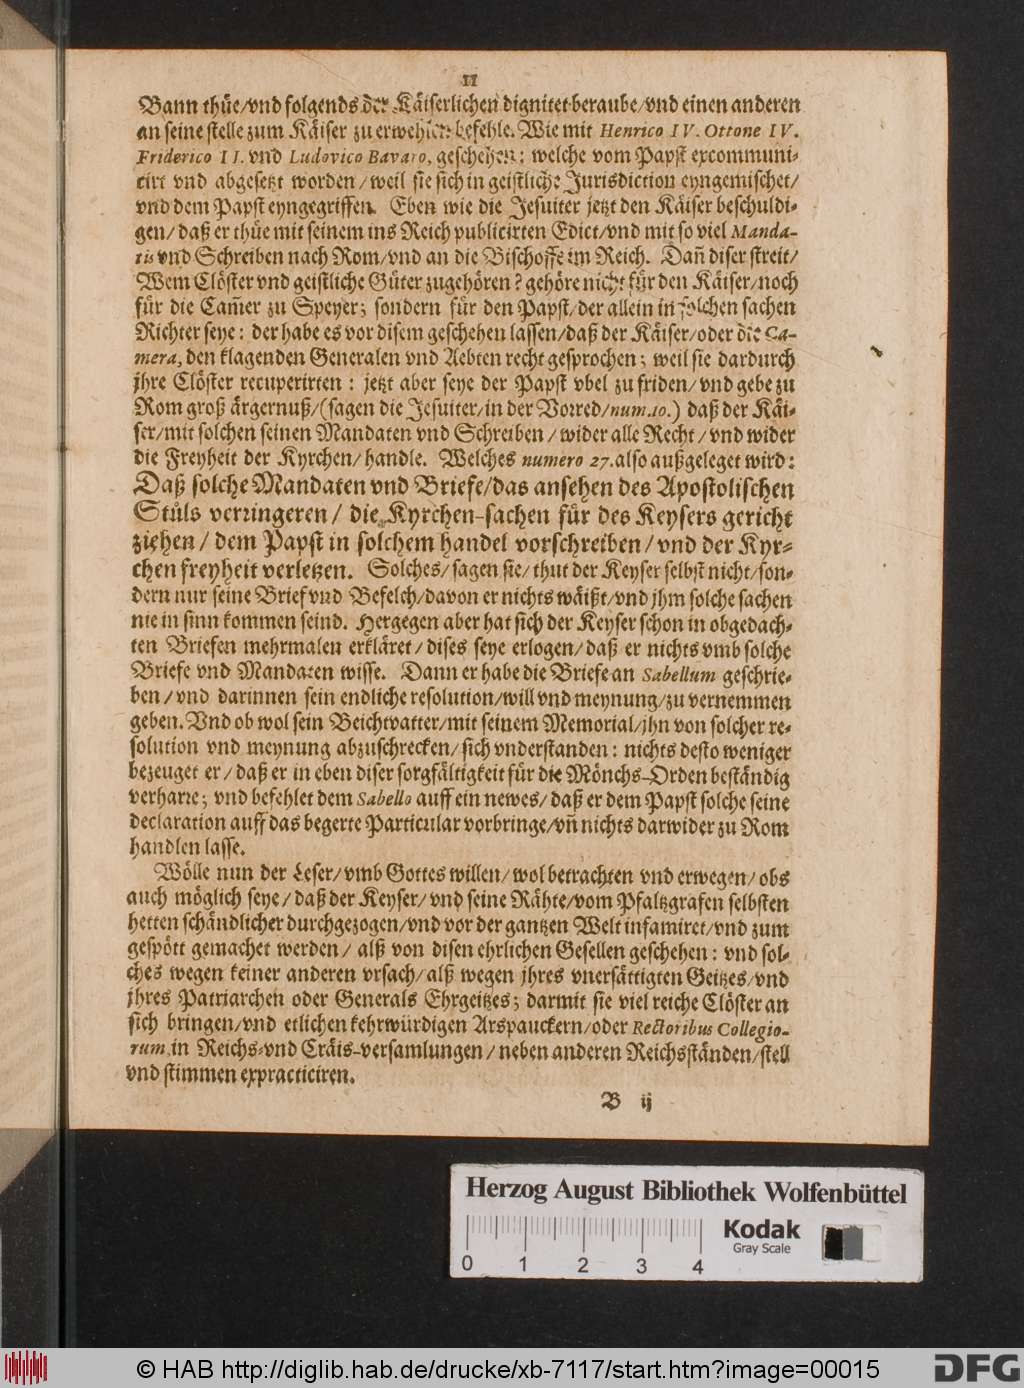 11
Bann thüe/vnd folgends der Käiserlichen dignitet beraube/vnd einen anderen
an seine stelle zum Käiser zu erwehlen befehle. Wie mit Henrico IV. Ottone IV.
Friderico II. vnd Ludovico Bavaro, geschehen: welche vom Papst excommuni-
cirt vnd abgesetzt worden/weil sie sich in geistliche Jurisdiction eyngemischet/
vnd dem Papst eyngegriffen. Eben wie die Jesuiter jetzt den Käiser beschuldi-
gen/daß er thüe mit seinem ins Reich publicirten Edict/vnd mit so viel Manda-
tis vnd Schreiben nach Rom/vnd an die Bischoffe im Reich. Dañ diser streit/
Wem Clöster vnd geistliche Güter zugehören? gehöre nicht für den Käiser/noch
für die Cam̃er zu Speyer; sondern für den Papst/der allein in solchen sachen
Richter seye: der habe es vor disem geschehen lassen/daß der Käiser/oder die Ca-
mera, den klagenden Generalen vnd Aebten recht gesprochen; weil sie dardurch
jhre Clöster recuperirten: jetzt aber seye der Papst vbel zu friden/vnd gebe zu
Rom groß ärgernuß/(sagen die Jesuiter/in der Vorred/num.10.) daß der Käi-
ser/mit solchen seinen Mandaten vnd Schreiben/wider alle Recht/vnd wider
die Freyheit der Kyrchen/handle. Welches numero 27. also außgeleget wird:
Daß solche Mandaten vnd Briefe/das ansehen des Apostolischen
Stůls verringeren/die Kyrchen-sachen für des Keysers gericht
ziehen/dem Papst in solchem handel vorschreiben/vnd der Kyr-
chen freyheit verletzen. Solches/sagen sie/thut der Keyser selbst nicht/son-
dern nur seine Brief vnd Befelch/davon er nichts wäißt/vnd jhm solche sachen
nie in sinn kommen seind. Hergegen aber hat sich der Keyser schon in obgedach-
ten Briefen mehrmalen erkläret/dises seye erlogen/daß er nichts vmb solche
Briefe vnd Mandaten wisse. Dann er habe die Briefe an Sabellum geschrie-
ben/vnd darinnen sein endliche resolution/will vnd meynung/zu vernemmen
geben. Vnd ob wol sein Beichtvatter/mit seinem Memorial/jhn von solcher re-
solution vnd meynung abzuschrecken/sich vnderstanden: nichts desto weniger
bezeuget er/daß er in eben diser sorgfältigkeit für die Mönchs-Orden beständig
verharre; vnd befehlet dem Sabello auff ein newes/daß er dem Papst solche seine
declaration auff das begerte Particular vorbringe/vñ nichts darwider zu Rom
handlen lasse.
Wölle nun der Leser/vmb Gottes willen/wol betrachten vnd erwegen/obs
auch möglich seye/daß der Keyser/vnd seine Rähte/vom Pfaltzgrafen selbsten
hetten schändlicher durchgezogen/vnd vor der gantzen Welt infamiret/vnd zum
gespött gemachet werden/alß von disen ehrlichen Gesellen geschehen: vnd sol-
ches wegen keiner anderen vrsach/alß wegen jhres vnersättigten Geitzes/vnd
jhres Patriarchen oder Generals Ehrgeitzes; darmit sie viel reiche Clöster an
sich bringen/vnd etlichen kehrwürdigen Arspauckern/oder Rectoribus Collegio-
rum, in Reichs-vnd Cräis-versamlungen/neben anderen Reichsständen/stell
vnd stimmen expracticiren.
B ij
Herzog August Bibliothek Wolfenbüttel
Kodak
Gray Scale
0 1 2 3 4
© HAB http://diglib.hab.de/drucke/xb-7117/start.htm?image=00015
DFG